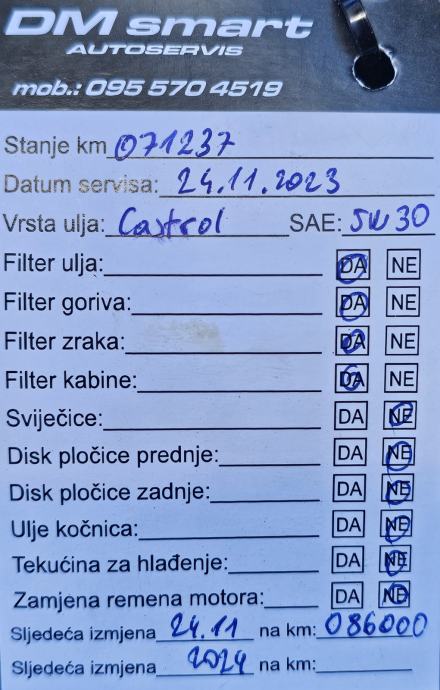 DM smart
AUTOSERVIS
mob.: 095 570 4519
Stanje km 071237
Datum servisa: 24.11.2023
Vrsta ulja: Castrol SAE: 5W30
Filter ulja: DA NE
Filter goriva: DA NE
Filter zraka: DA NE
Filter kabine: DA NE
Sviječice: DA NE
Disk pločice prednje: DA NE
Disk pločice zadnje: DA NE
Ulje kočnica: DA NE
Tekućina za hlađenje: DA NE
Zamjena remena motora: DA NE
Sljedeća izmjena 24.11 na km: 086000
Sljedeća izmjena 2024 na km: